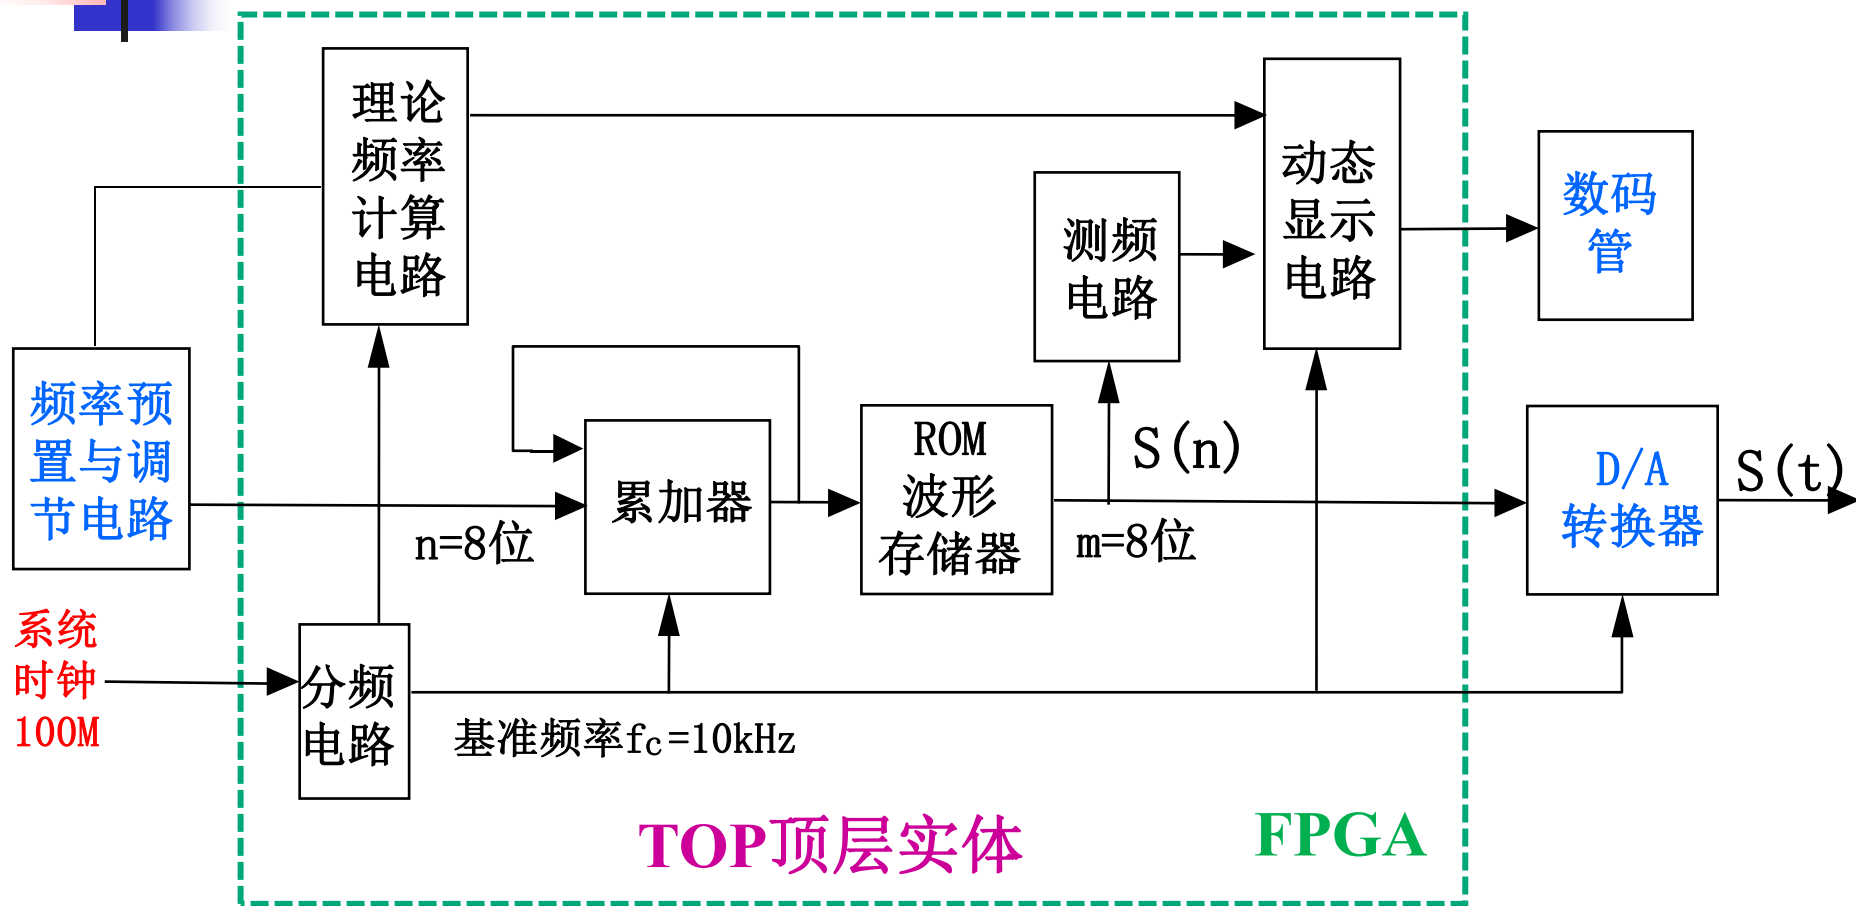 理论
频率
计算
电路
动态
显示
电路
测频
电路
数码
管
频率预
置与调
节电路
n=8位
累加器
ROM
波形
存储器
S(n)
m=8位
D/A
转换器
S(t)
系统
时钟
100M
分频
电路
基准频率fc=10kHz
TOP顶层实体
FPGA